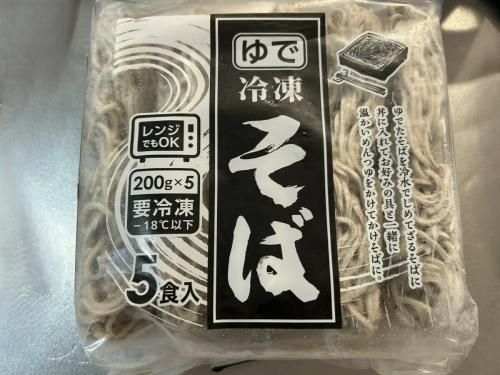 ゆで
冷凍
そば
レンジ
でもOK
200g×5
要冷凍
-18℃以下
5食入
ゆでたそばを冷水でしめてざるそばに
丼に入れてお好みの具と一緒に
温かいめんつゆをかけてかけそばに。